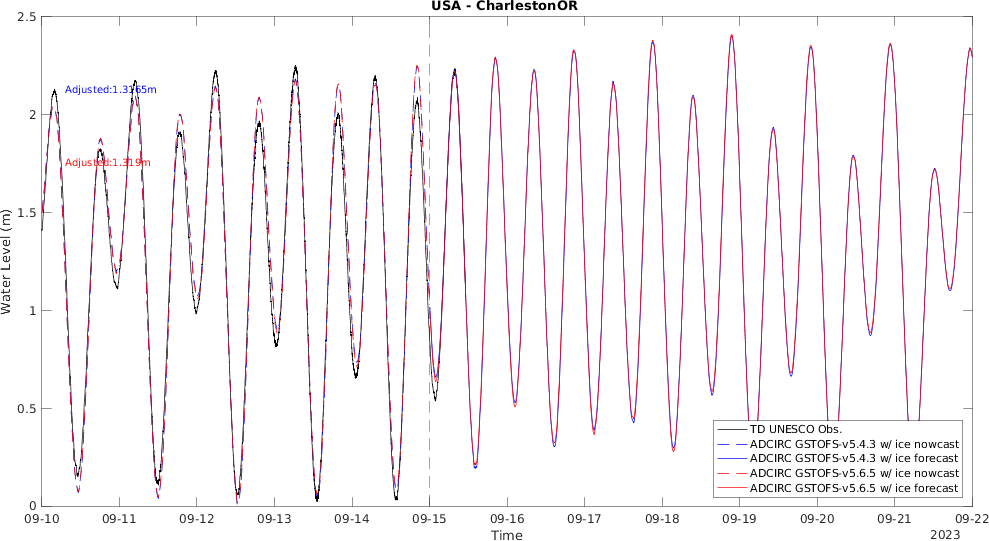 USA - CharlestonOR
2.5
2
1.5
1
0.5
0
Water Level (m)
Adjusted:1.3165m
Adjusted:1.319m
TD UNESCO Obs.
ADCIRC GSTOFS-v5.4.3 w/ ice nowcast
ADCIRC GSTOFS-v5.4.3 w/ ice forecast
ADCIRC GSTOFS-v5.6.5 w/ ice nowcast
ADCIRC GSTOFS-v5.6.5 w/ ice forecast
09-10 09-11 09-12 09-13 09-14 09-15 09-16 09-17 09-18 09-19 09-20 09-21 09-22
Time
2023